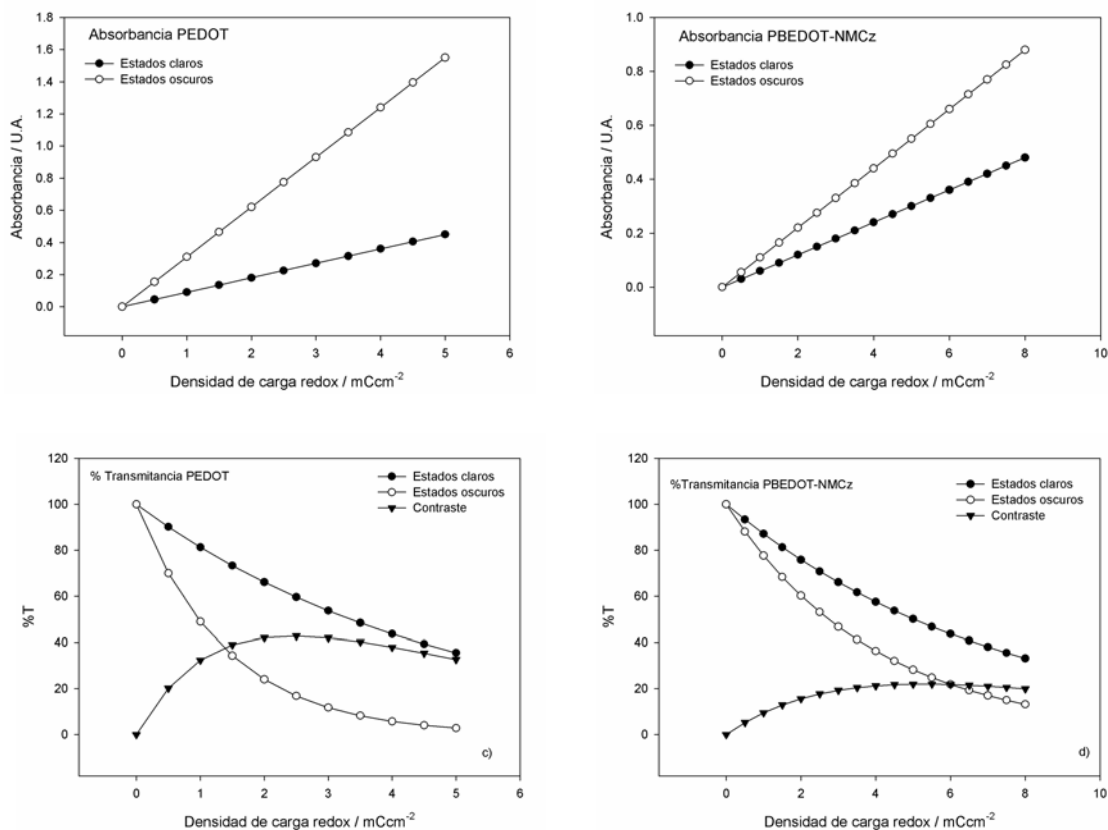 Absorbancia PEDOT
Estados claros
Estados oscuros
Absorbancia / U.A.
1.8
1.6
1.4
1.2
1.0
0.8
0.6
0.4
0.2
0.0
0 1 2 3 4 5 6
Densidad de carga redox / mCcm-2
Absorbancia PBEDOT-NMCz
Estados claros
Estados oscuros
Absorbancia / U.A.
1.0
0.8
0.6
0.4
0.2
0.0
0 2 4 6 8 10
Densidad de carga redox / mCcm-2
% Transmitancia PEDOT
Estados claros
Estados oscuros
Contraste
%T
120
100
80
60
40
20
0
c)
0 1 2 3 4 5 6
Densidad de carga redox / mCcm-2
%Transmitancia PBEDOT-NMCz
Estados claros
Estados oscuros
Contraste
%T
120
100
80
60
40
20
0
d)
0 2 4 6 8 10
Densidad de carga redox / mCcm-2